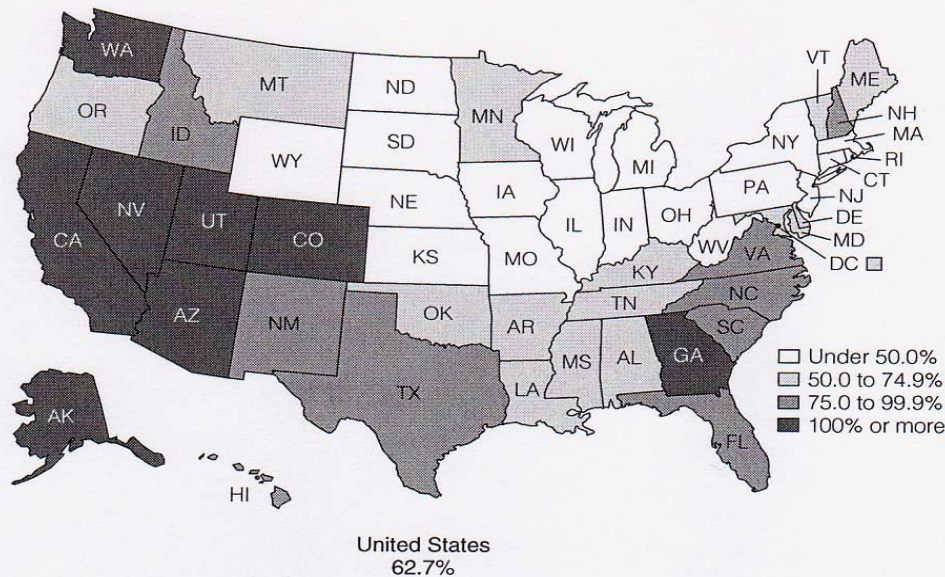 WA
OR
ID
MT
ND
MN
SD
WY
NE
IA
WI
MI
NY
VT
ME
NH
MA
RI
CT
NJ
PA
DE
MD
DC
CA
NV
UT
CO
KS
MO
IL
IN
OH
WV
VA
KY
NC
TN
SC
AZ
NM
OK
AR
MS
AL
GA
LA
TX
FL
AK
HI
Under 50.0%
50.0 to 74.9%
75.0 to 99.9%
100% or more
United States
62.7%